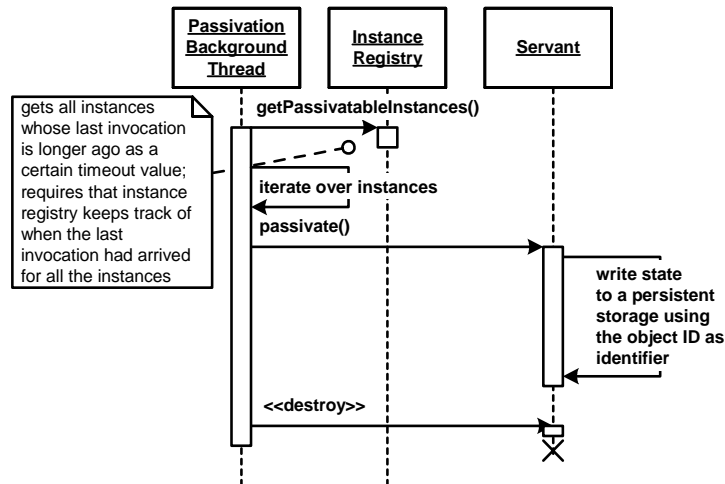 Passivation
Background
Thread
Instance
Registry
Servant
gets all instances
whose last invocation
is longer ago as a
certain timeout value;
requires that instance
registry keeps track of
when the last
invocation had arrived
for all the instances
getPassivatableInstances()
iterate over instances
passivate()
write state
to a persistent
storage using
the object ID as
identifier
<<destroy>>